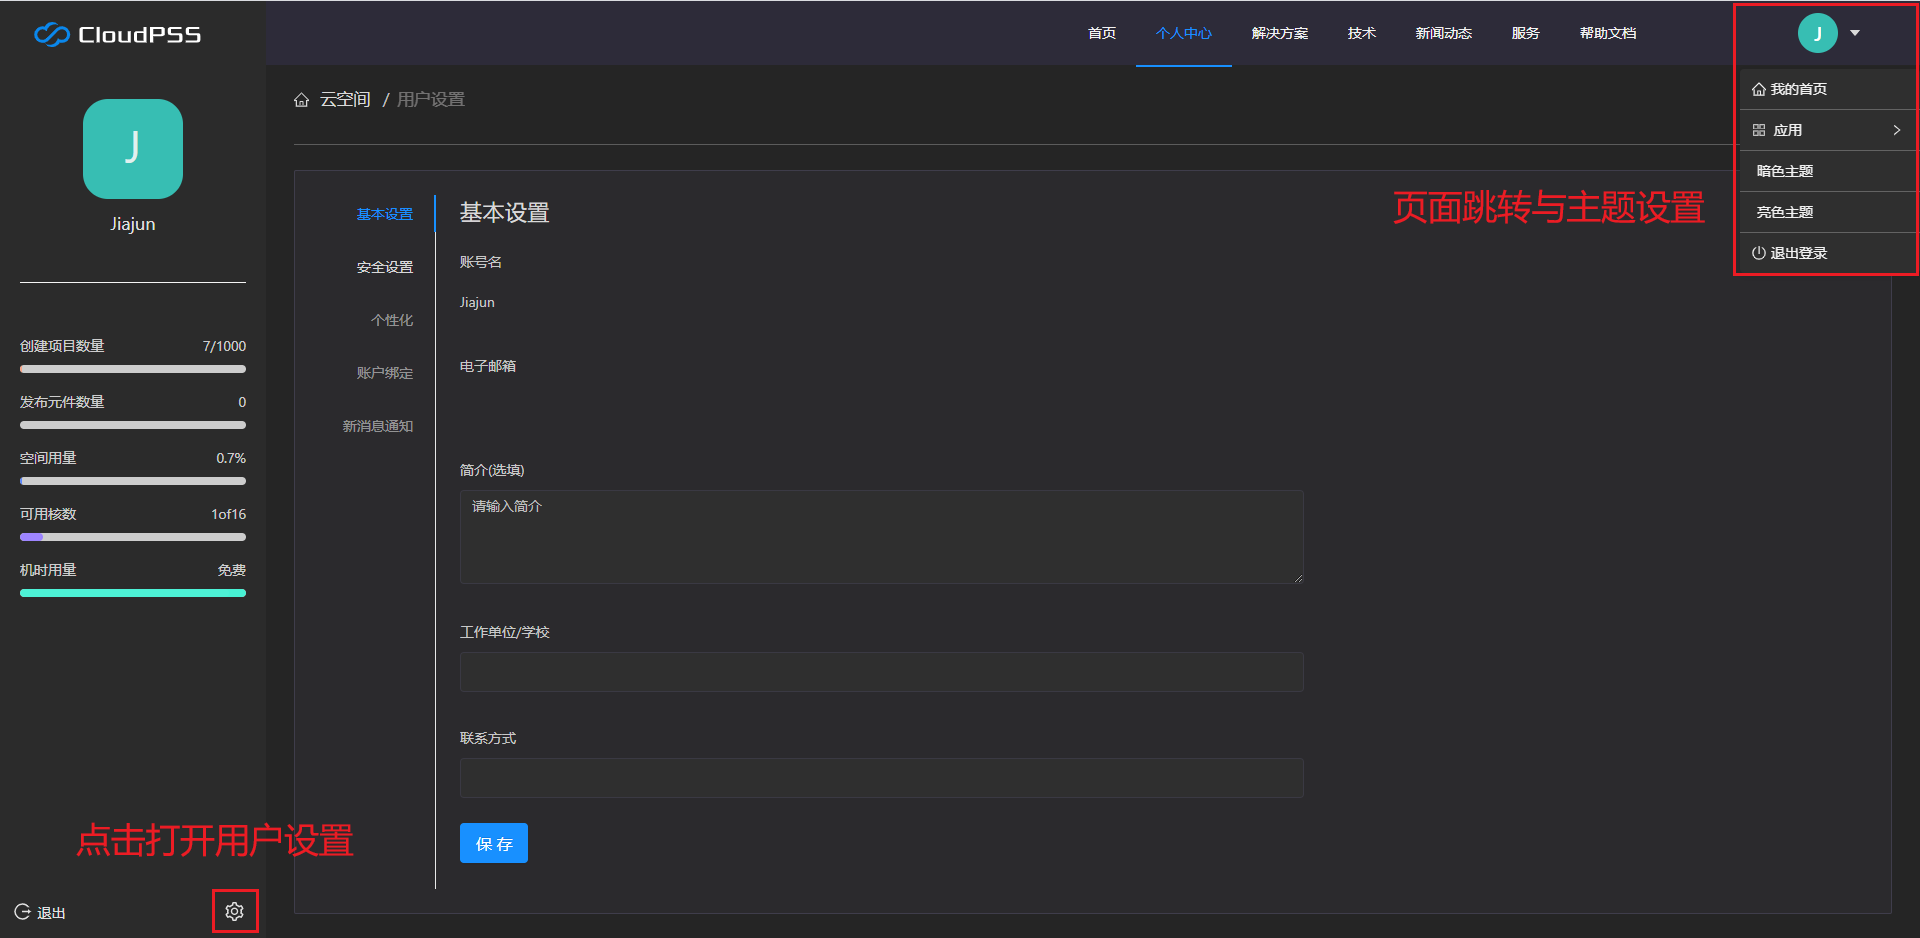 CloudPSS
首页 个人中心 解决方案 技术 新闻动态 服务 帮助文档
J
我的首页
应用
暗色主题
亮色主题
退出登录
页面跳转与主题设置
J
Jiajun
创建项目数量 7/1000
发布元件数量 0
空间用量 0.7%
可用核数 1of16
机时用量 免费
点击打开用户设置
退出
云空间 / 用户设置
基本设置
安全设置
个性化
账户绑定
新消息通知
基本设置
账号名
Jiajun
电子邮箱
简介(选填)
请输入简介
工作单位/学校
联系方式
保 存